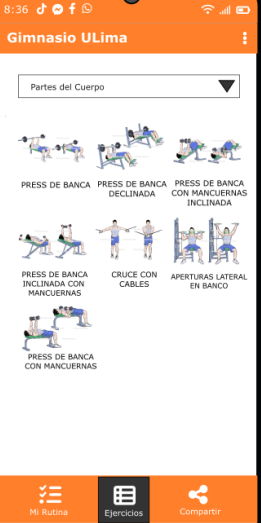 8:36
Gimnasio ULima
Partes del Cuerpo
PRESS DE BANCA
PRESS DE BANCA
DECLINADA
PRESS DE BANCA
CON MANCUERNAS
INCLINADA
PRESS DE BANCA
INCLINADA CON
MANCUERNAS
CRUCE CON
CABLES
APERTURAS LATERAL
EN BANCO
PRESS DE BANCA
CON MANCUERNAS
Mi Rutina
Ejercicios
Compartir